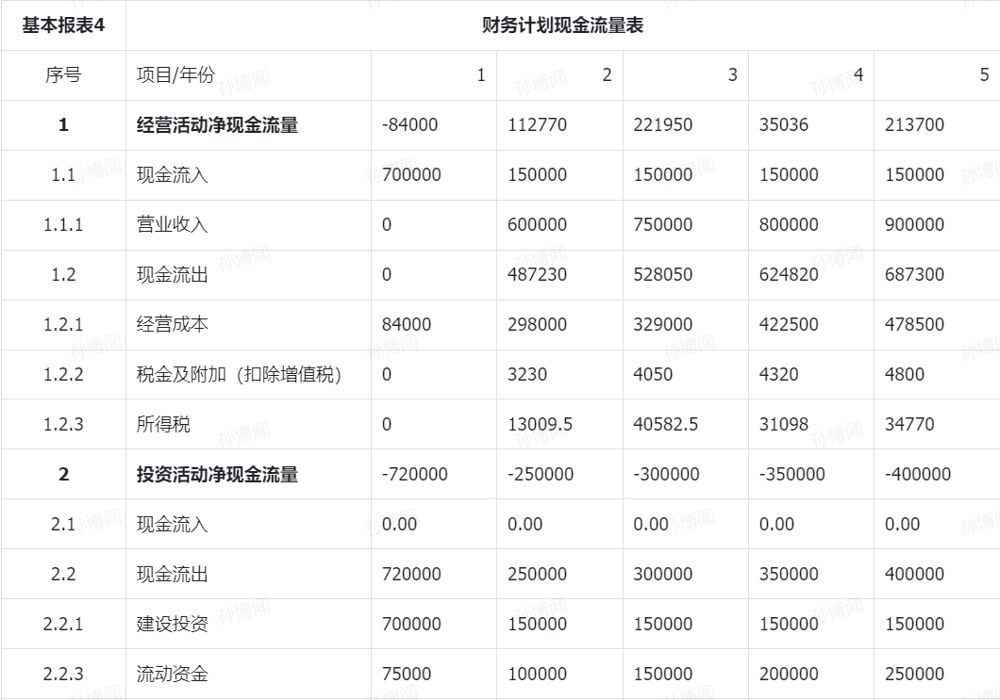 基本报表4 财务计划现金流量表
序号 项目/年份 1 2 3 4 5
1 经营活动净现金流量 -84000 112770 221950 35036 213700
1.1 现金流入 700000 150000 150000 150000 150000
1.1.1 营业收入 0 600000 750000 800000 900000
1.2 现金流出 0 487230 528050 624820 687300
1.2.1 经营成本 84000 298000 329000 422500 478500
1.2.2 税金及附加（扣除增值税） 0 3230 4050 4320 4800
1.2.3 所得税 0 13009.5 40582.5 31098 34770
2 投资活动净现金流量 -720000 -250000 -300000 -350000 -400000
2.1 现金流入 0.00 0.00 0.00 0.00 0.00
2.2 现金流出 720000 250000 300000 350000 400000
2.2.1 建设投资 700000 150000 150000 150000 150000
2.2.3 流动资金 75000 100000 150000 200000 250000
孙博闻